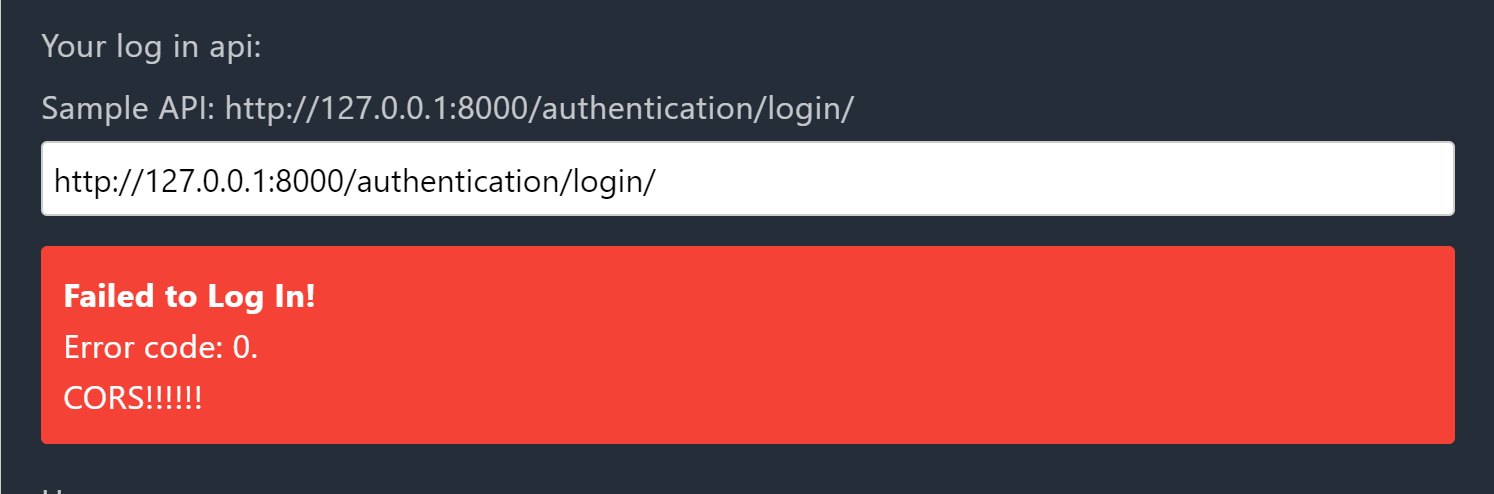 Your log in api:
Sample API: http://127.0.0.1:8000/authentication/login/
http://127.0.0.1:8000/authentication/login/
Failed to Log In!
Error code: 0.
CORS!!!!!!